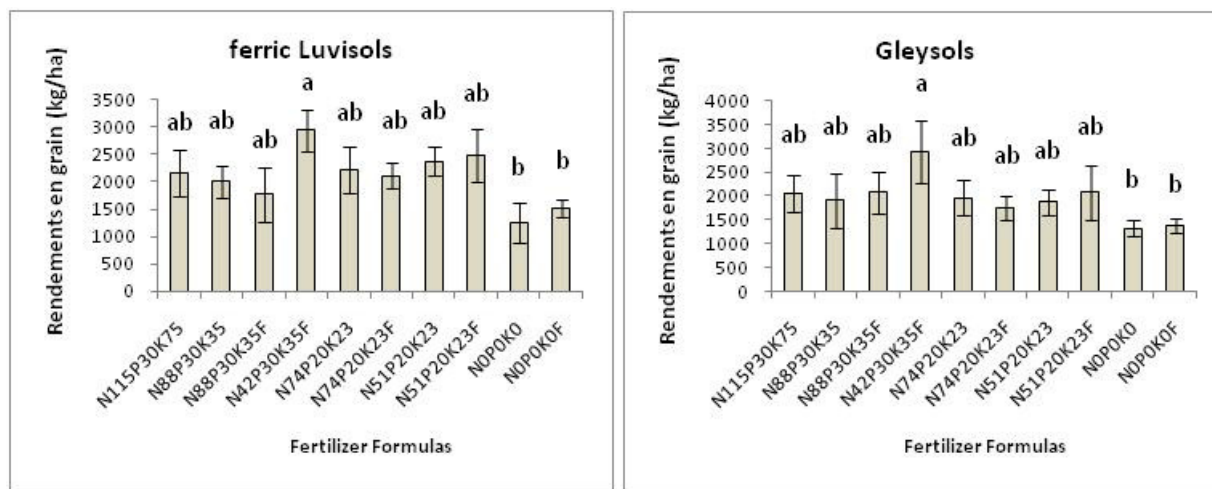 ferric Luvisols
Rendements en grain (kg/ha)
3500
3000
2500
2000
1500
1000
500
0
ab
ab
ab
a
ab
ab
ab
ab
b
b
N115P30K75
N88P30K35
N88P30K35F
N42P30K35F
N74P20K23
N74P20K23F
N51P20K23
N51P20K23F
N0P0K0
N0P0K0F
Fertilizer Formulas
Gleysols
Rendements en grain (kg/ha)
4000
3500
3000
2500
2000
1500
1000
500
0
ab
ab
ab
a
ab
ab
ab
ab
b
b
N115P30K75
N88P30K35
N88P30K35F
N42P30K35F
N74P20K23
N74P20K23F
N51P20K23
N51P20K23F
N0P0K0
N0P0K0F
Fertilizer Formulas